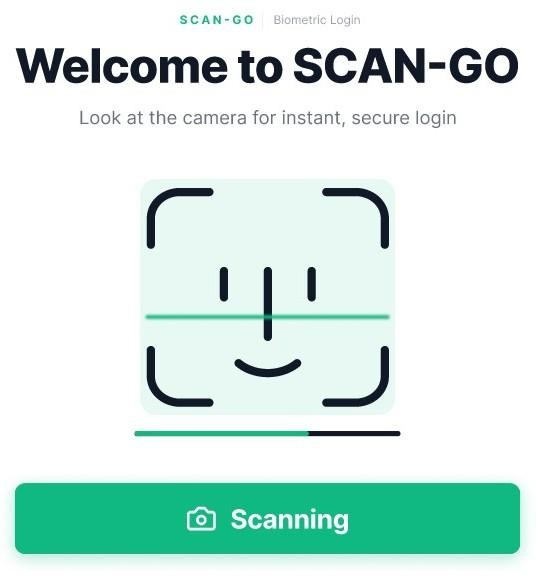 SCAN-GO Biometric Login
Welcome to SCAN-GO
Look at the camera for instant, secure login
Scanning